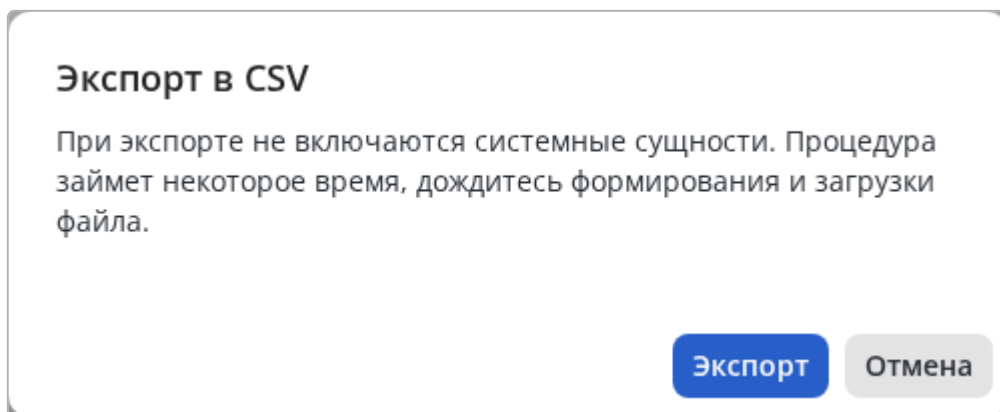 Экспорт в CSV
При экспорте не включаются системные сущности. Процедура
займет некоторое время, дождитесь формирования и загрузки
файла.
Экспорт Отмена